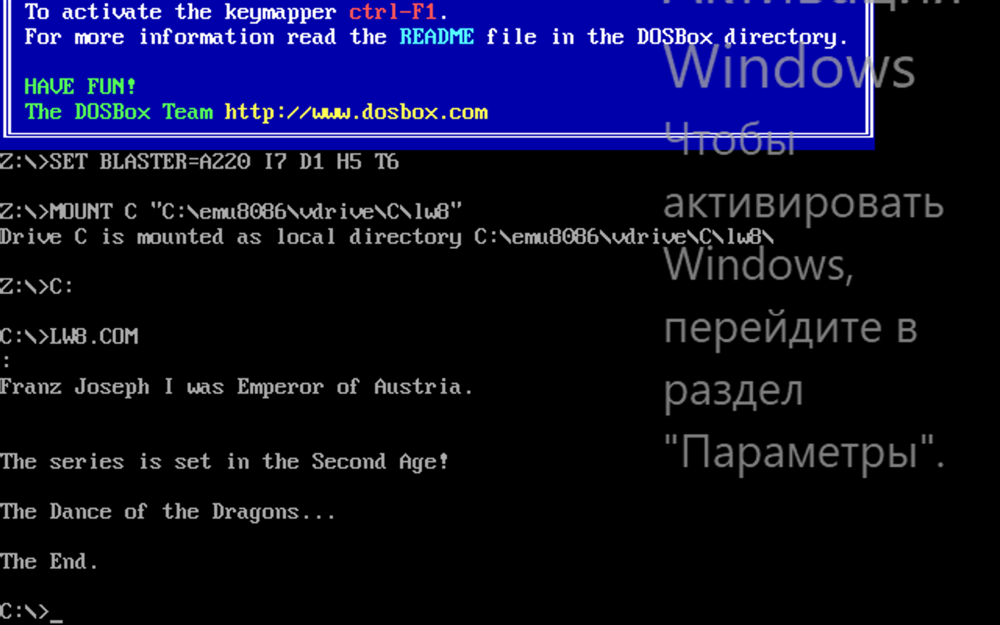 To activate the keymapper ctrl-F1.
For more information read the README file in the DOSBox directory.
HAVE FUN!
The DOSBox Team http://www.dosbox.com
Z:\>SET BLASTER=A220 I7 D1 H5 T6
Z:\>MOUNT C "C:\emu8086\vdrive\C\lw8"
Drive C is mounted as local directory C:\emu8086\vdrive\C\lw8\
Z:\>C:
C:\>LW8.COM
:
Franz Joseph I was Emperor of Austria.
The series is set in the Second Age!
The Dance of the Dragons...
The End.
C:\>_
Активация
Windows
Чтобы
активировать
Windows,
перейдите в
раздел
"Параметры".